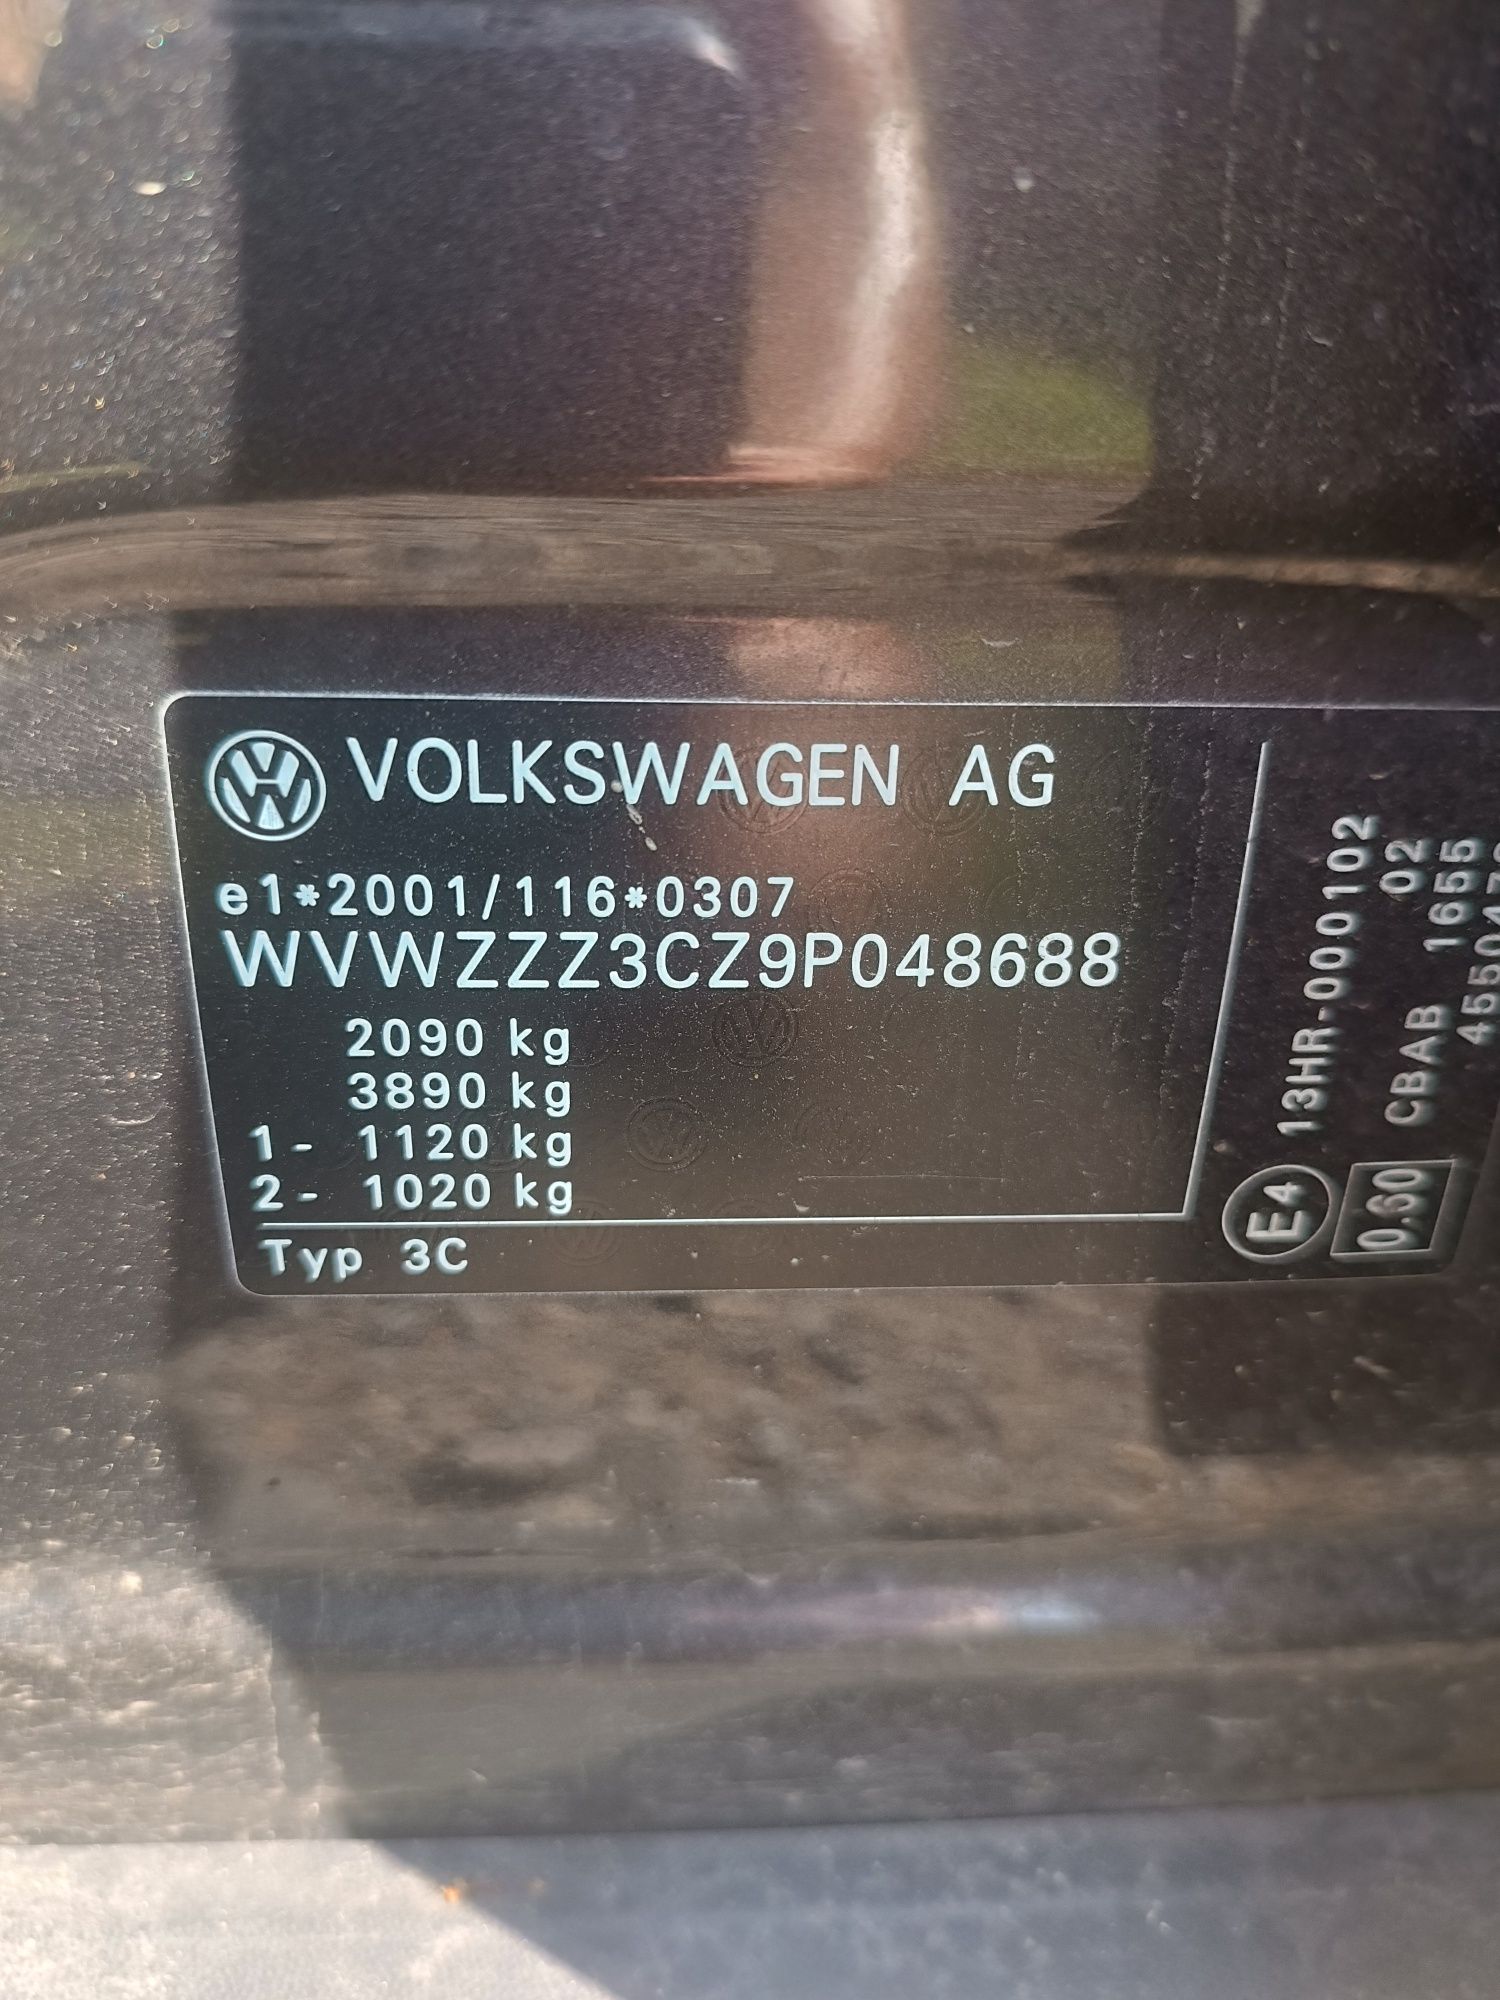 VOLKSWAGEN AG
e1*2001/116*0307
WVWZZZ3CZ9P048688
2090 kg
3890 kg
1- 1120 kg
2- 1020 kg
Typ 3C
E4 13HR-000102
02
0.60 CBAB 1655